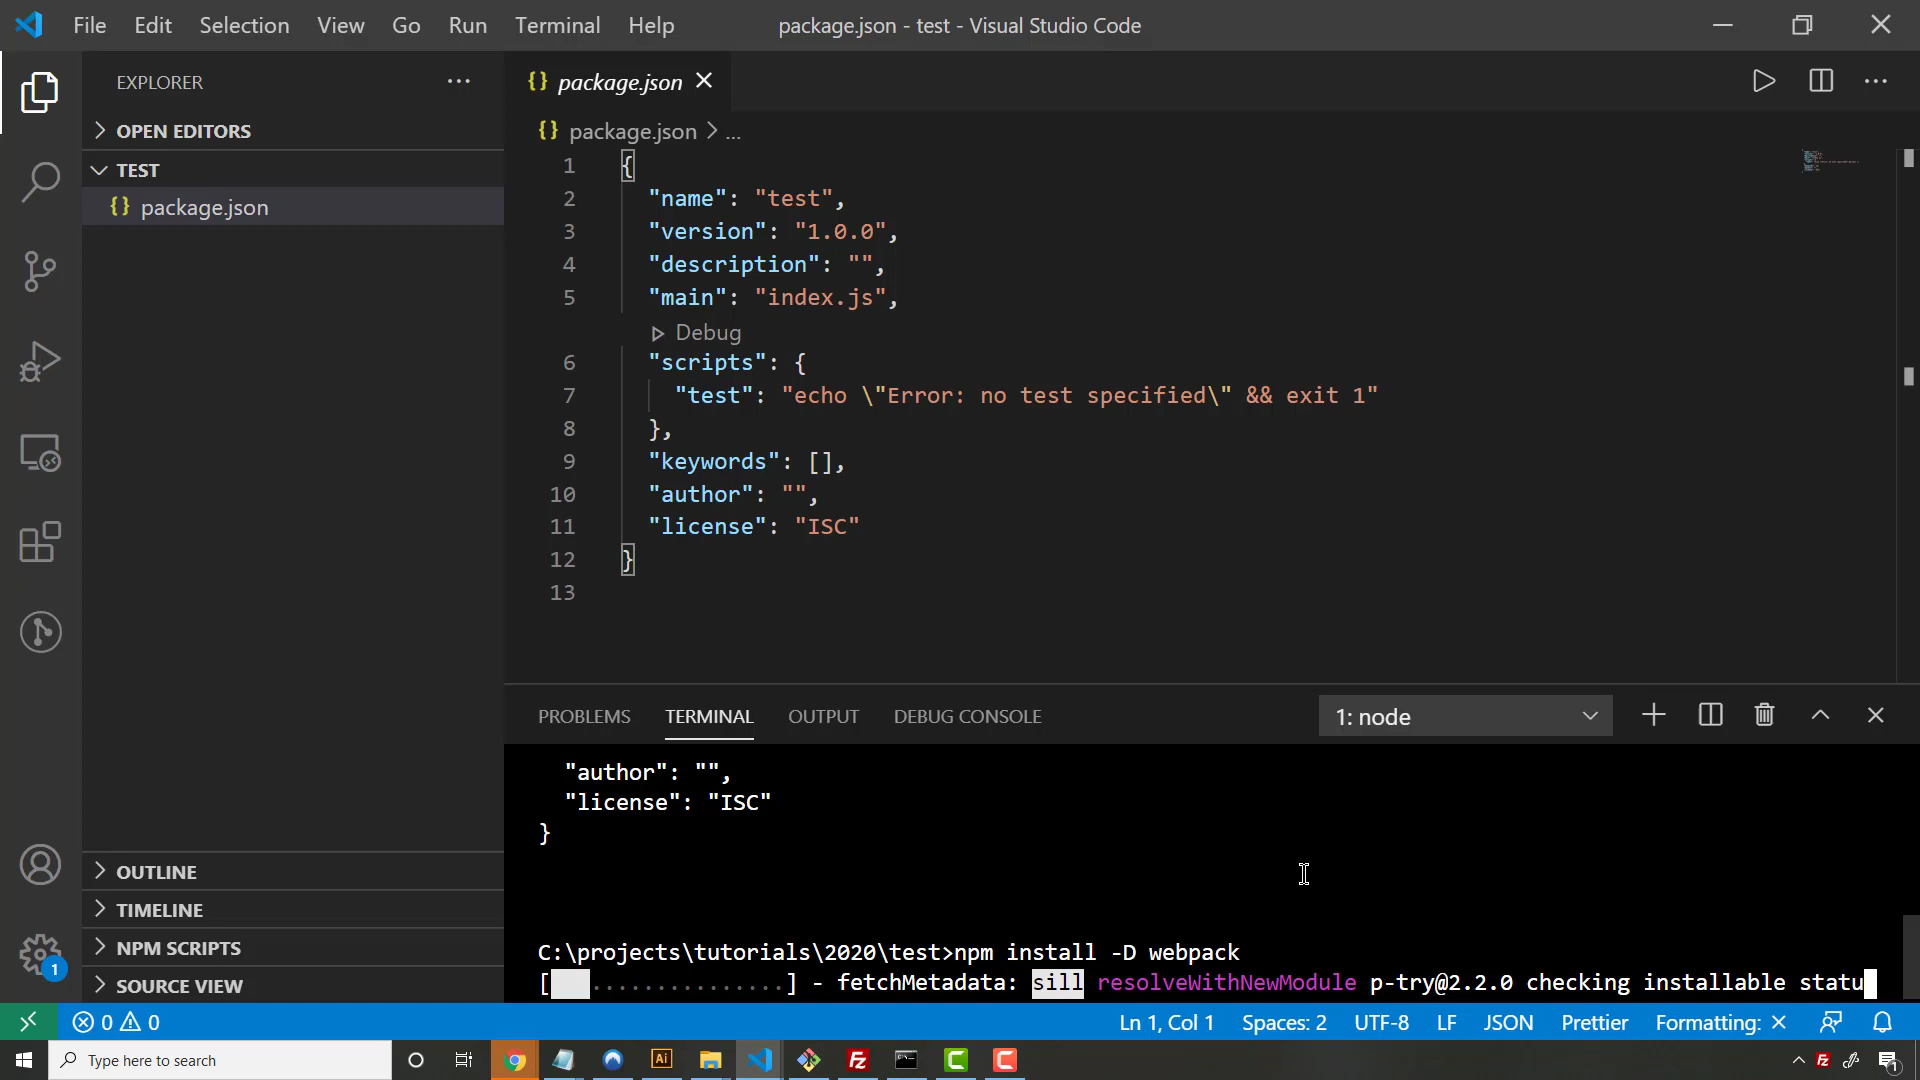 File Edit Selection View Go Run Terminal Help package.json - test - Visual Studio Code
EXPLORER
OPEN EDITORS
TEST
{} package.json
OUTLINE
TIMELINE
NPM SCRIPTS
SOURCE VIEW
1
{} package.json
{} package.json > ...
1 {
2 "name": "test",
3 "version": "1.0.0",
4 "description": "",
5 "main": "index.js",
Debug
6 "scripts": {
7 "test": "echo \"Error: no test specified\" && exit 1"
8 },
9 "keywords": [],
10 "author": "",
11 "license": "ISC"
12 }
13
PROBLEMS TERMINAL OUTPUT DEBUG CONSOLE 1: node
"author": "",
"license": "ISC"
}
C:\projects\tutorials\2020\test>npm install -D webpack
[   ...............] - fetchMetadata: sill resolveWithNewModule p-try@2.2.0 checking installable statu
0 0 Ln 1, Col 1 Spaces: 2 UTF-8 LF JSON Prettier Formatting: ×
Type here to search Ai Fz Fz 1